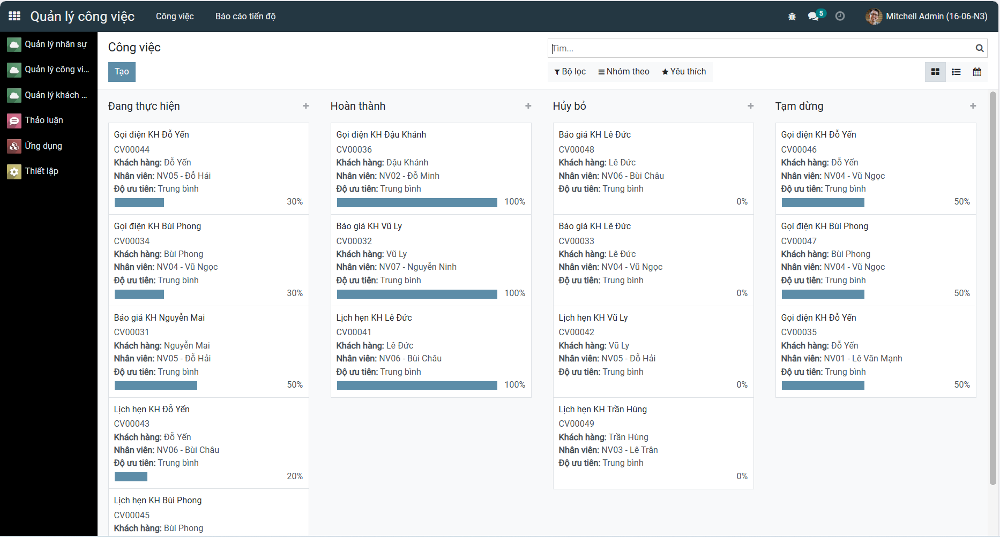 Quản lý công việc
Công việc
Báo cáo tiến độ
5
Mitchell Admin (16-06-N3)
Quản lý nhân sự
Quản lý công vi...
Quản lý khách ...
Thảo luận
Ứng dụng
Thiết lập
Công việc
Tìm...
Tạo
Bộ lọc
Nhóm theo
Yêu thích
Đang thực hiện
Gọi điện KH Đỗ Yến
CV00044
Khách hàng: Đỗ Yến
Nhân viên: NV05 - Đỗ Hải
Độ ưu tiên: Trung bình
30%
Gọi điện KH Bùi Phong
CV00034
Khách hàng: Bùi Phong
Nhân viên: NV04 - Vũ Ngọc
Độ ưu tiên: Trung bình
30%
Báo giá KH Nguyễn Mai
CV00031
Khách hàng: Nguyễn Mai
Nhân viên: NV05 - Đỗ Hải
Độ ưu tiên: Trung bình
50%
Lịch hẹn KH Đỗ Yến
CV00043
Khách hàng: Đỗ Yến
Nhân viên: NV06 - Bùi Châu
Độ ưu tiên: Trung bình
20%
Lịch hẹn KH Bùi Phong
CV00045
Khách hàng: Bùi Phong
Hoàn thành
Gọi điện KH Đậu Khánh
CV00036
Khách hàng: Đậu Khánh
Nhân viên: NV02 - Đỗ Minh
Độ ưu tiên: Trung bình
100%
Báo giá KH Vũ Ly
CV00032
Khách hàng: Vũ Ly
Nhân viên: NV07 - Nguyễn Ninh
Độ ưu tiên: Trung bình
100%
Lịch hẹn KH Lê Đức
CV00041
Khách hàng: Lê Đức
Nhân viên: NV06 - Bùi Châu
Độ ưu tiên: Trung bình
100%
Hủy bỏ
Báo giá KH Lê Đức
CV00048
Khách hàng: Lê Đức
Nhân viên: NV06 - Bùi Châu
Độ ưu tiên: Trung bình
0%
Báo giá KH Lê Đức
CV00033
Khách hàng: Lê Đức
Nhân viên: NV04 - Vũ Ngọc
Độ ưu tiên: Trung bình
0%
Lịch hẹn KH Vũ Ly
CV00042
Khách hàng: Vũ Ly
Nhân viên: NV05 - Đỗ Hải
Độ ưu tiên: Trung bình
0%
Lịch hẹn KH Trần Hùng
CV00049
Khách hàng: Trần Hùng
Nhân viên: NV03 - Lê Trân
Độ ưu tiên: Trung bình
0%
Tạm dừng
Gọi điện KH Đỗ Yến
CV00046
Khách hàng: Đỗ Yến
Nhân viên: NV04 - Vũ Ngọc
Độ ưu tiên: Trung bình
50%
Gọi điện KH Bùi Phong
CV00047
Khách hàng: Bùi Phong
Nhân viên: NV04 - Vũ Ngọc
Độ ưu tiên: Trung bình
50%
Gọi điện KH Đỗ Yến
CV00035
Khách hàng: Đỗ Yến
Nhân viên: NV01 - Lê Văn Mạnh
Độ ưu tiên: Trung bình
50%